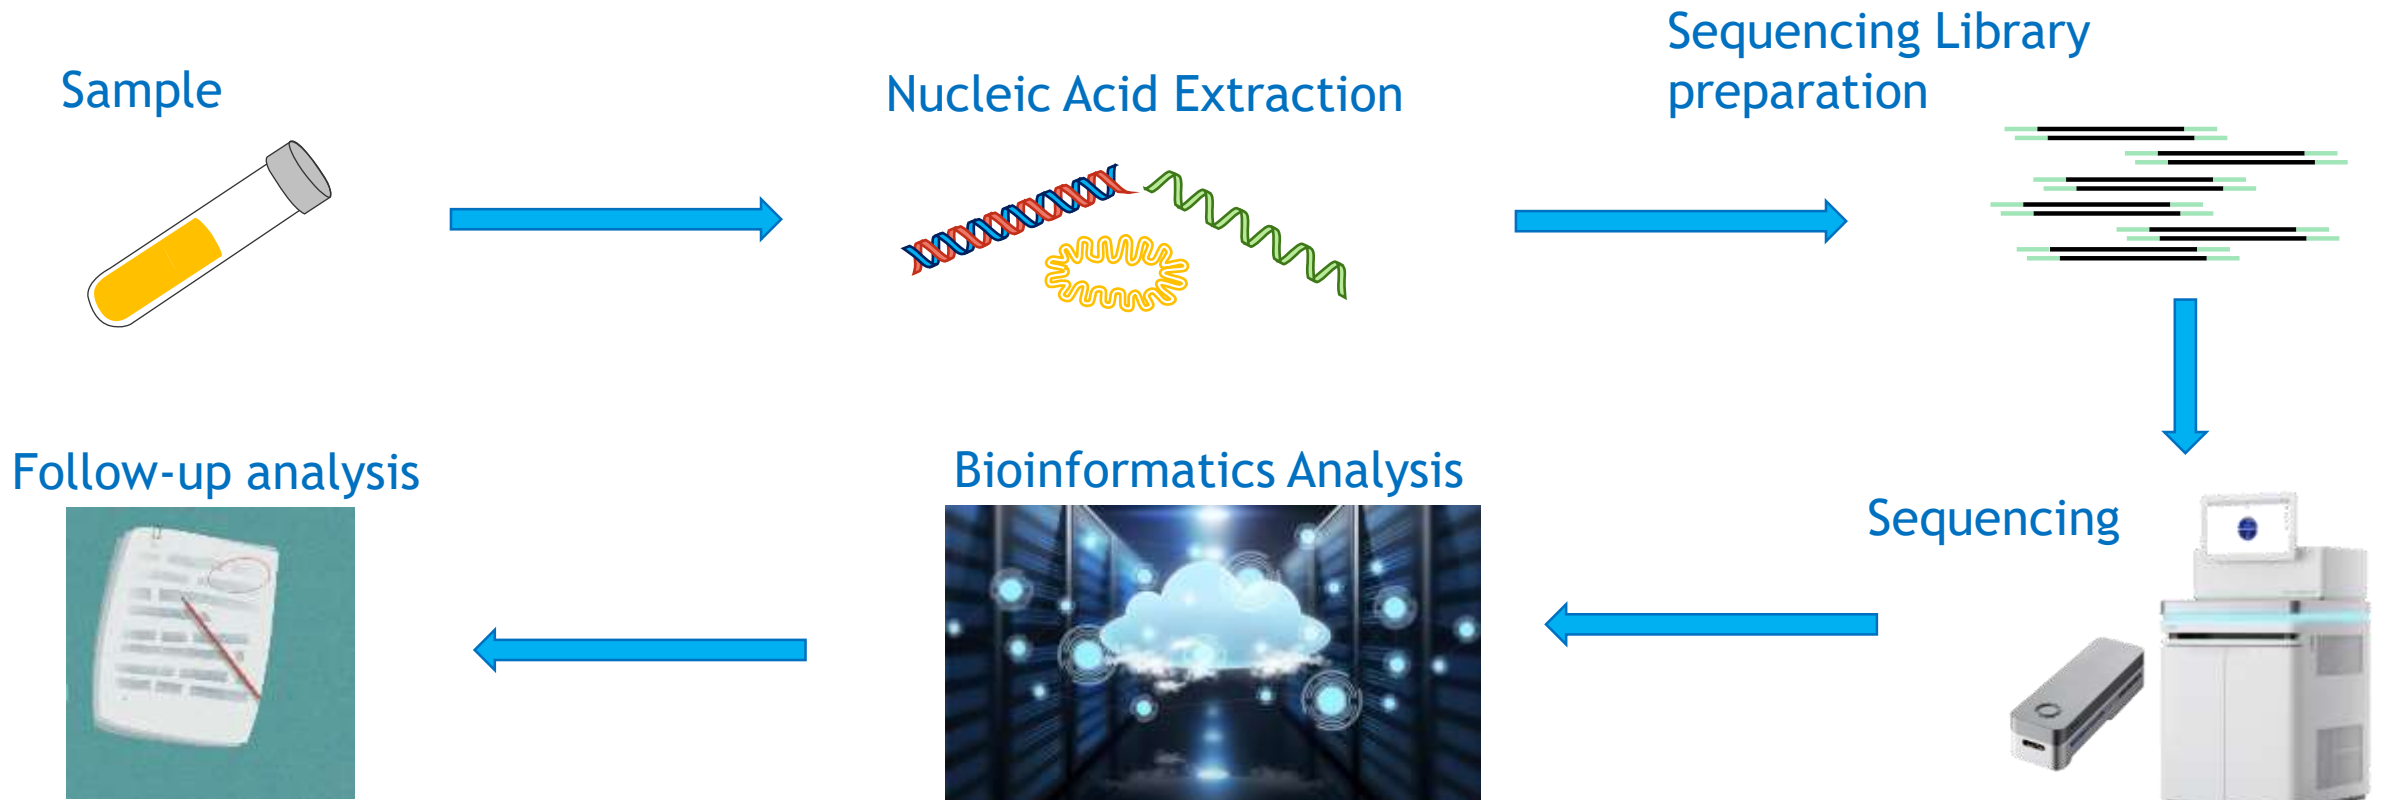 Sample
Nucleic Acid Extraction
Sequencing Library
preparation
Sequencing
Bioinformatics Analysis
Follow-up analysis